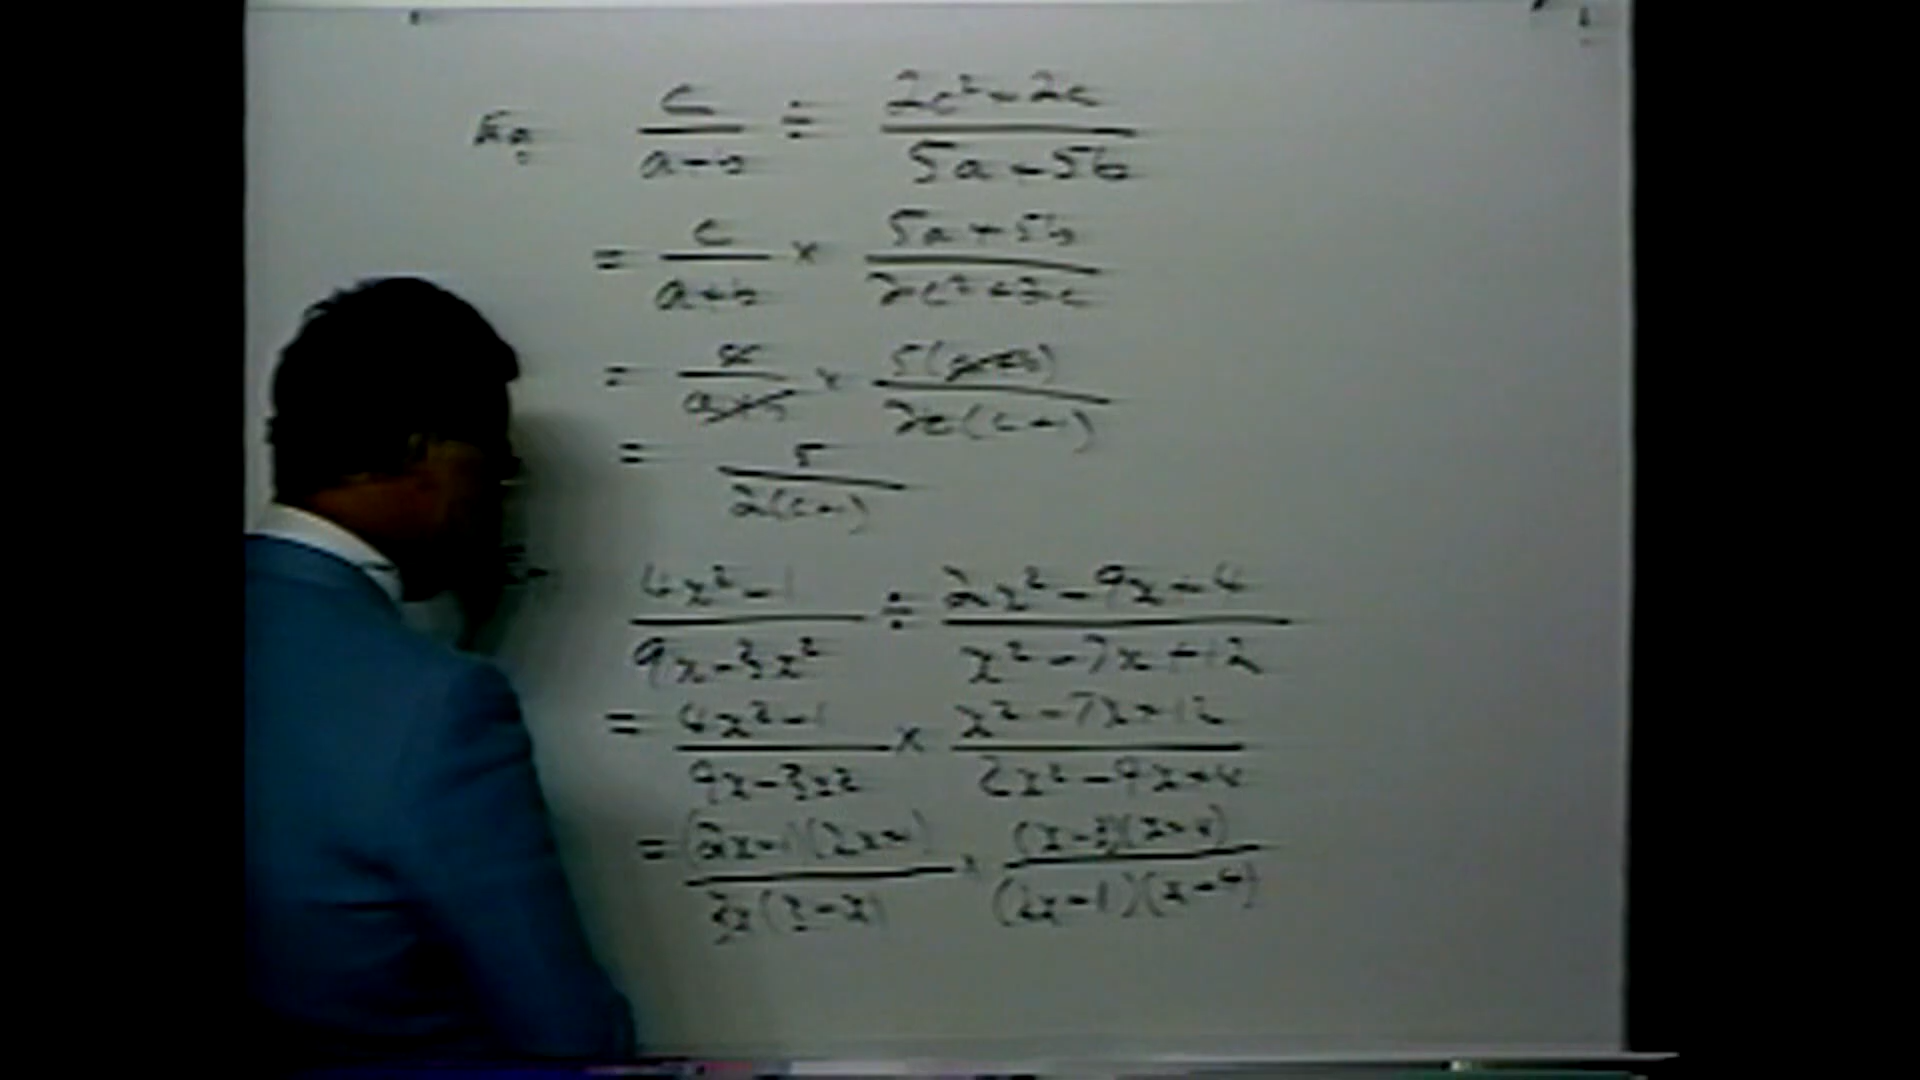 Eg. c/(a+b) ÷ (2c²+2c)/(5a+5b)
= c/(a+b) × (5a+5b)/(2c²+2c)
= c/(a+b) × 5(a+b)/2c(c+1)
= 5/2(c+1)
(4x²-1)/(9x-3x²) ÷ (2x²-9x+4)/(x²-7x+12)
= (4x²-1)/(9x-3x²) × (x²-7x+12)/(2x²-9x+4)
= (2x-1)(2x+1)/3x(3-x) × (x-3)(x-4)/(2x-1)(x-4)